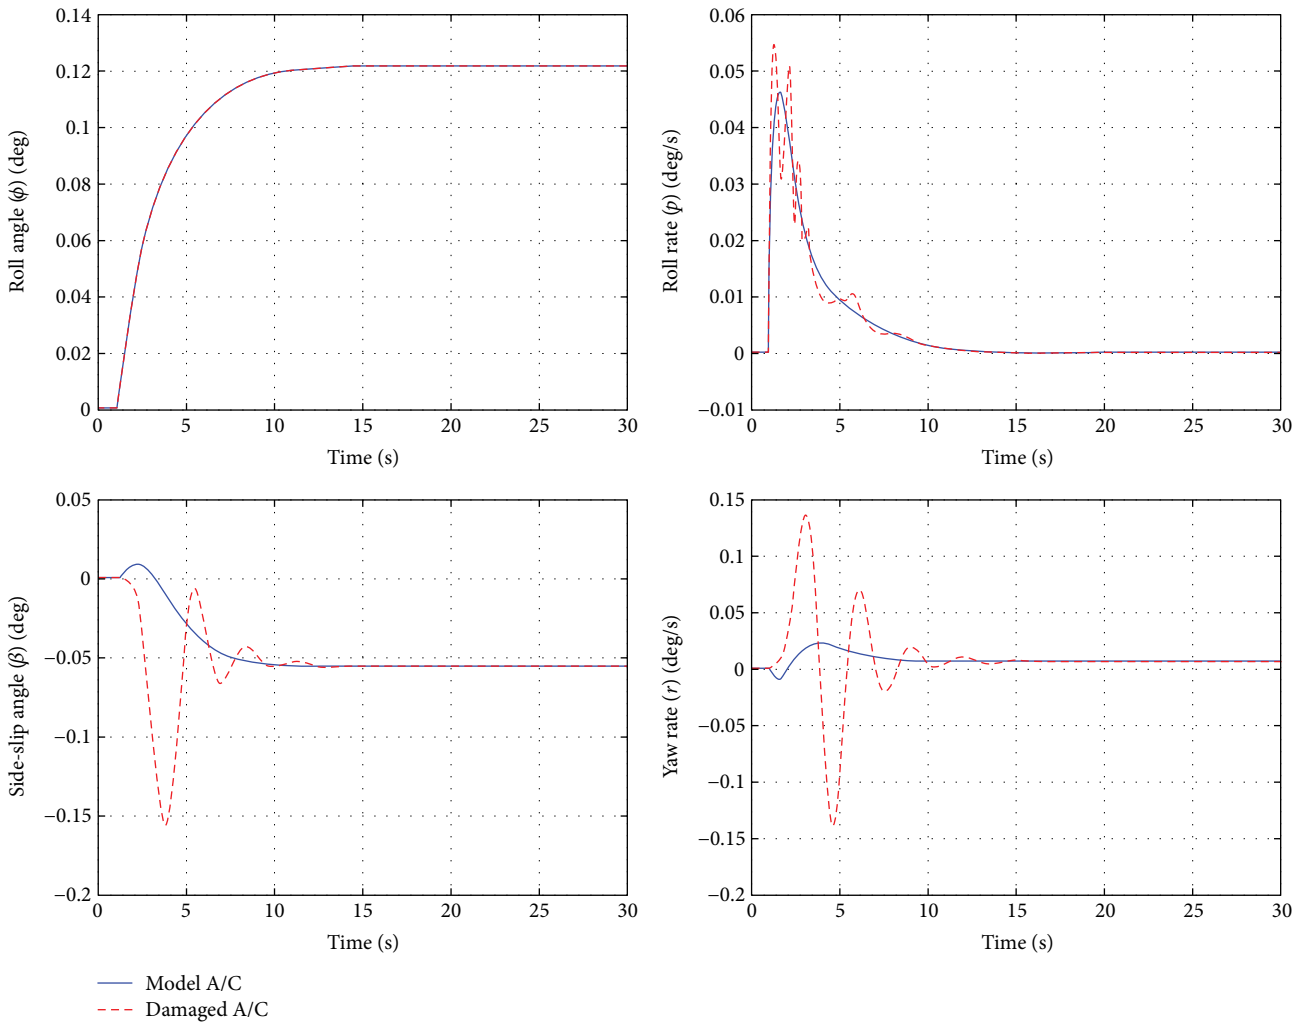 0.14
0.12
0.1
0.08
0.06
0.04
0.02
0
0 5 10 15 20 25 30
Roll angle (ϕ) (deg)
Time (s)
0.06
0.05
0.04
0.03
0.02
0.01
0
−0.01
0 5 10 15 20 25 30
Roll rate (p) (deg/s)
Time (s)
0.05
0
−0.05
−0.1
−0.15
−0.2
0 5 10 15 20 25 30
Side-slip angle (β) (deg)
Time (s)
0.15
0.1
0.05
0
−0.05
−0.1
−0.15
−0.2
0 5 10 15 20 25 30
Yaw rate (r) (deg/s)
Time (s)
Model A/C
Damaged A/C